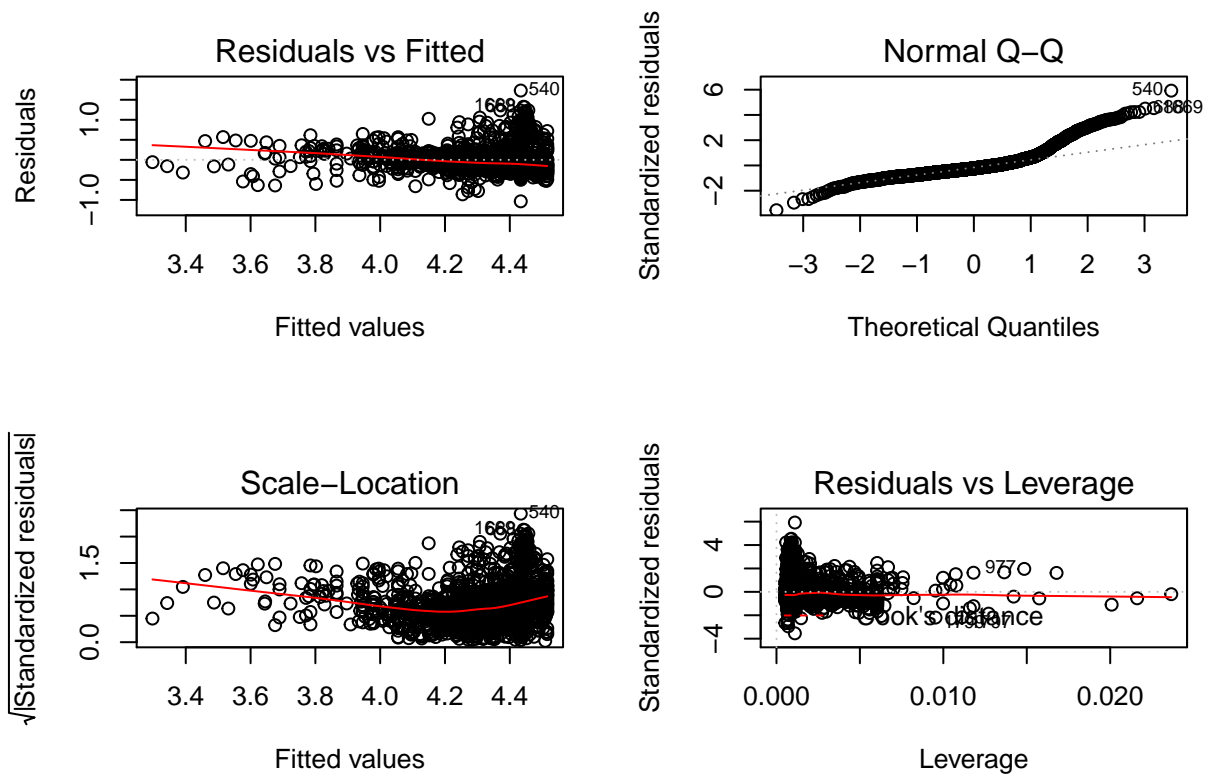 Residuals vs Fitted
Residuals
1.0
−1.0
540
3.4 3.6 3.8 4.0 4.2 4.4
Fitted values
Normal Q−Q
Standardized residuals
6
2
−2
540
−3 −2 −1 0 1 2 3
Theoretical Quantiles
Scale−Location
√|Standardized residuals|
1.5
0.0
540
3.4 3.6 3.8 4.0 4.2 4.4
Fitted values
Residuals vs Leverage
Standardized residuals
4
0
−4
977
distance
0.000 0.010 0.020
Leverage